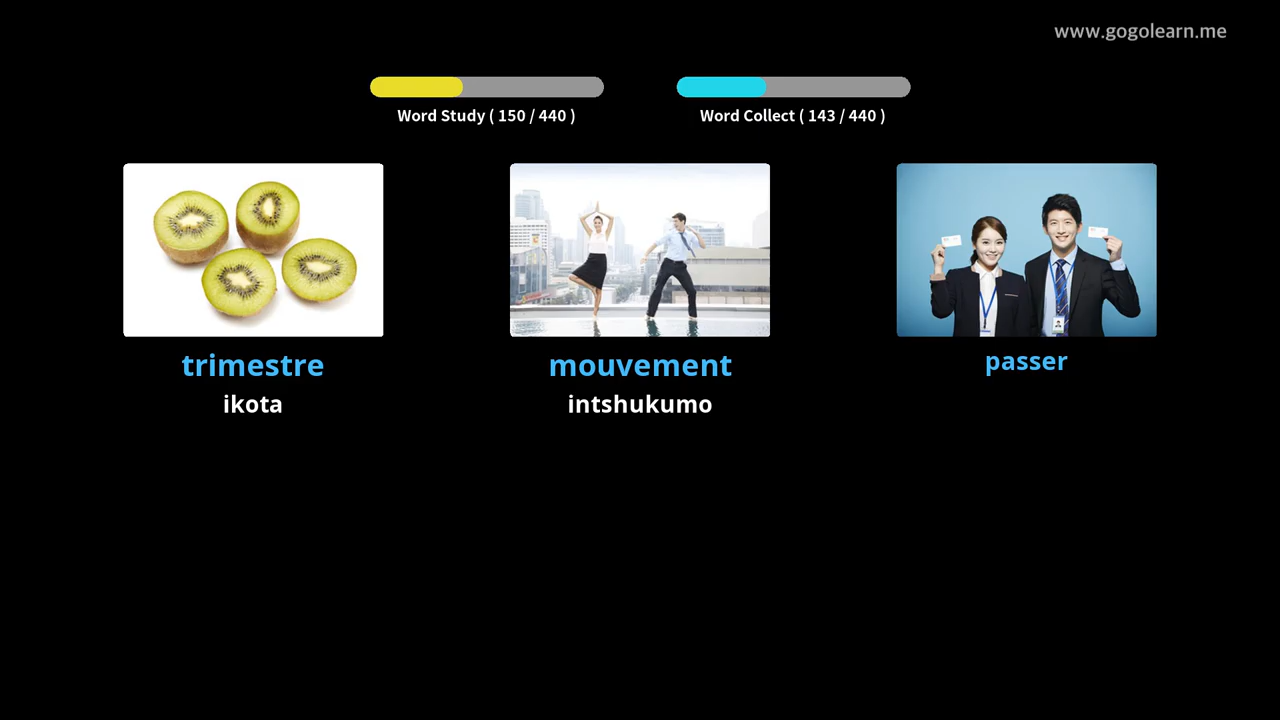 www.gogolearn.me
Word Study ( 150 / 440 )
Word Collect ( 143 / 440 )
trimestre
ikota
mouvement
intshukumo
passer